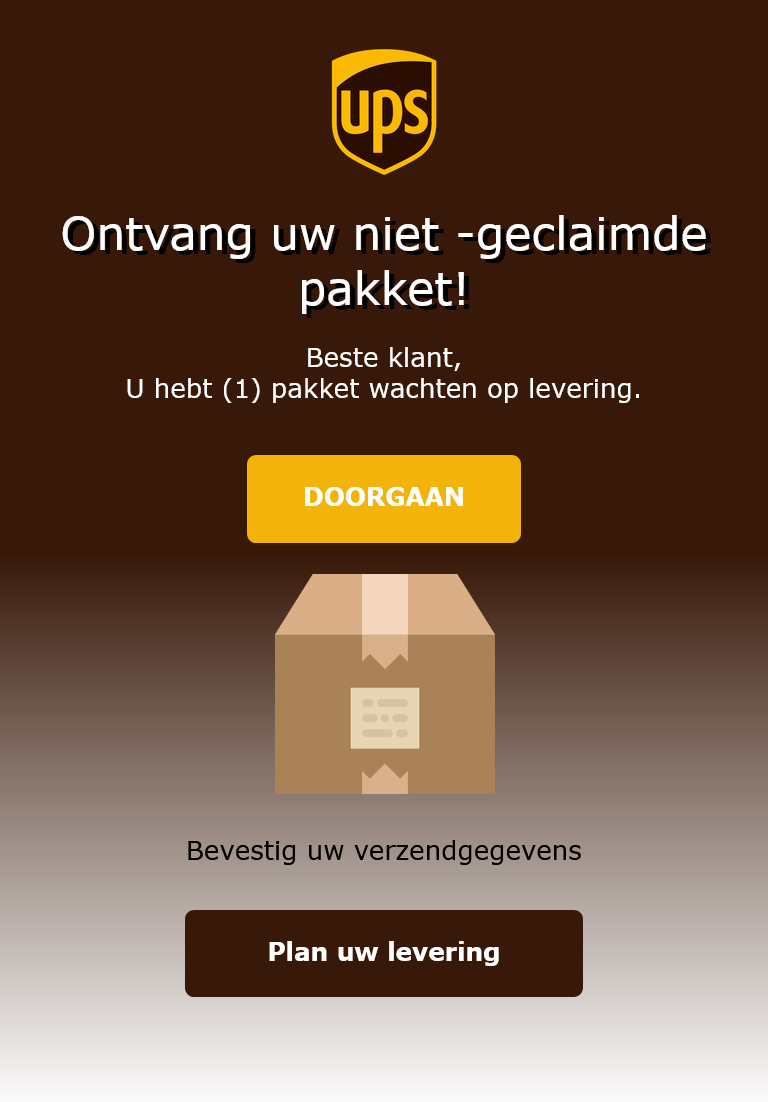 ups
Ontvang uw niet -geclaimde
pakket!
Beste klant,
U hebt (1) pakket wachten op levering.
DOORGAAN
Bevestig uw verzendgegevens
Plan uw levering